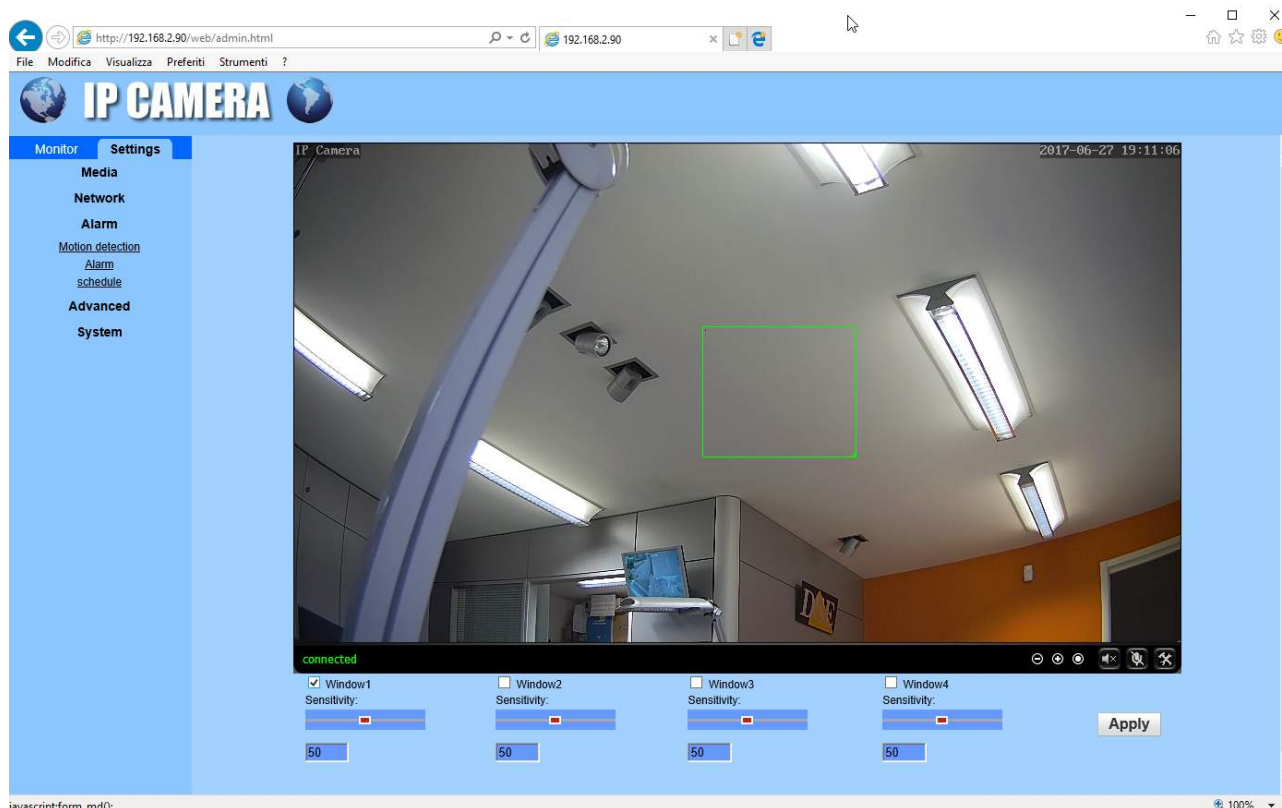 http://192.168.2.90/web/admin.html
192.168.2.90
File Modifica Visualizza Preferiti Strumenti ?
IP CAMERA
Monitor Settings
Media
Network
Alarm
Motion detection
Alarm
schedule
Advanced
System
IP Camera 2017-06-27 19:11:06
connected
Window1 Window2 Window3 Window4
Sensitivity: Sensitivity: Sensitivity: Sensitivity:
Apply
50 50 50 50
javascript:form_md(); 100%